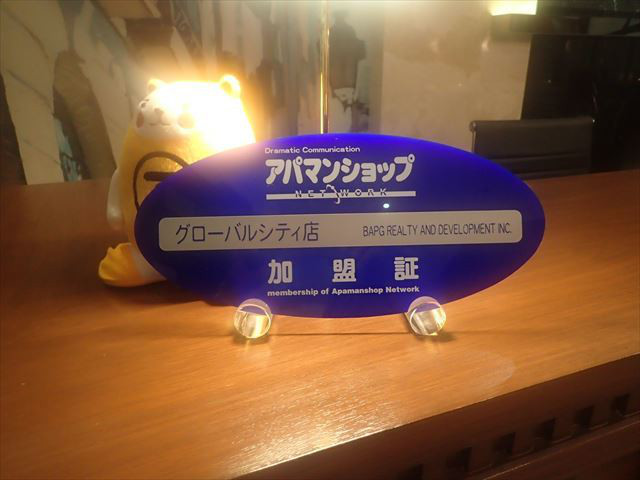 Dramatic Communication
アパマンショップ
NETWORK
グローバルシティ店 BAPG REALTY AND DEVELOPMENT INC.
加盟証
membership of Apamanshop Network